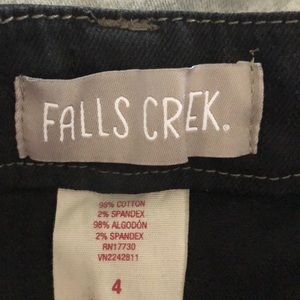 FALLS CREK.
98% COTTON
2% SPANDEX
98% ALGODÓN
2% SPANDEX
RN17730
VN2242811
4